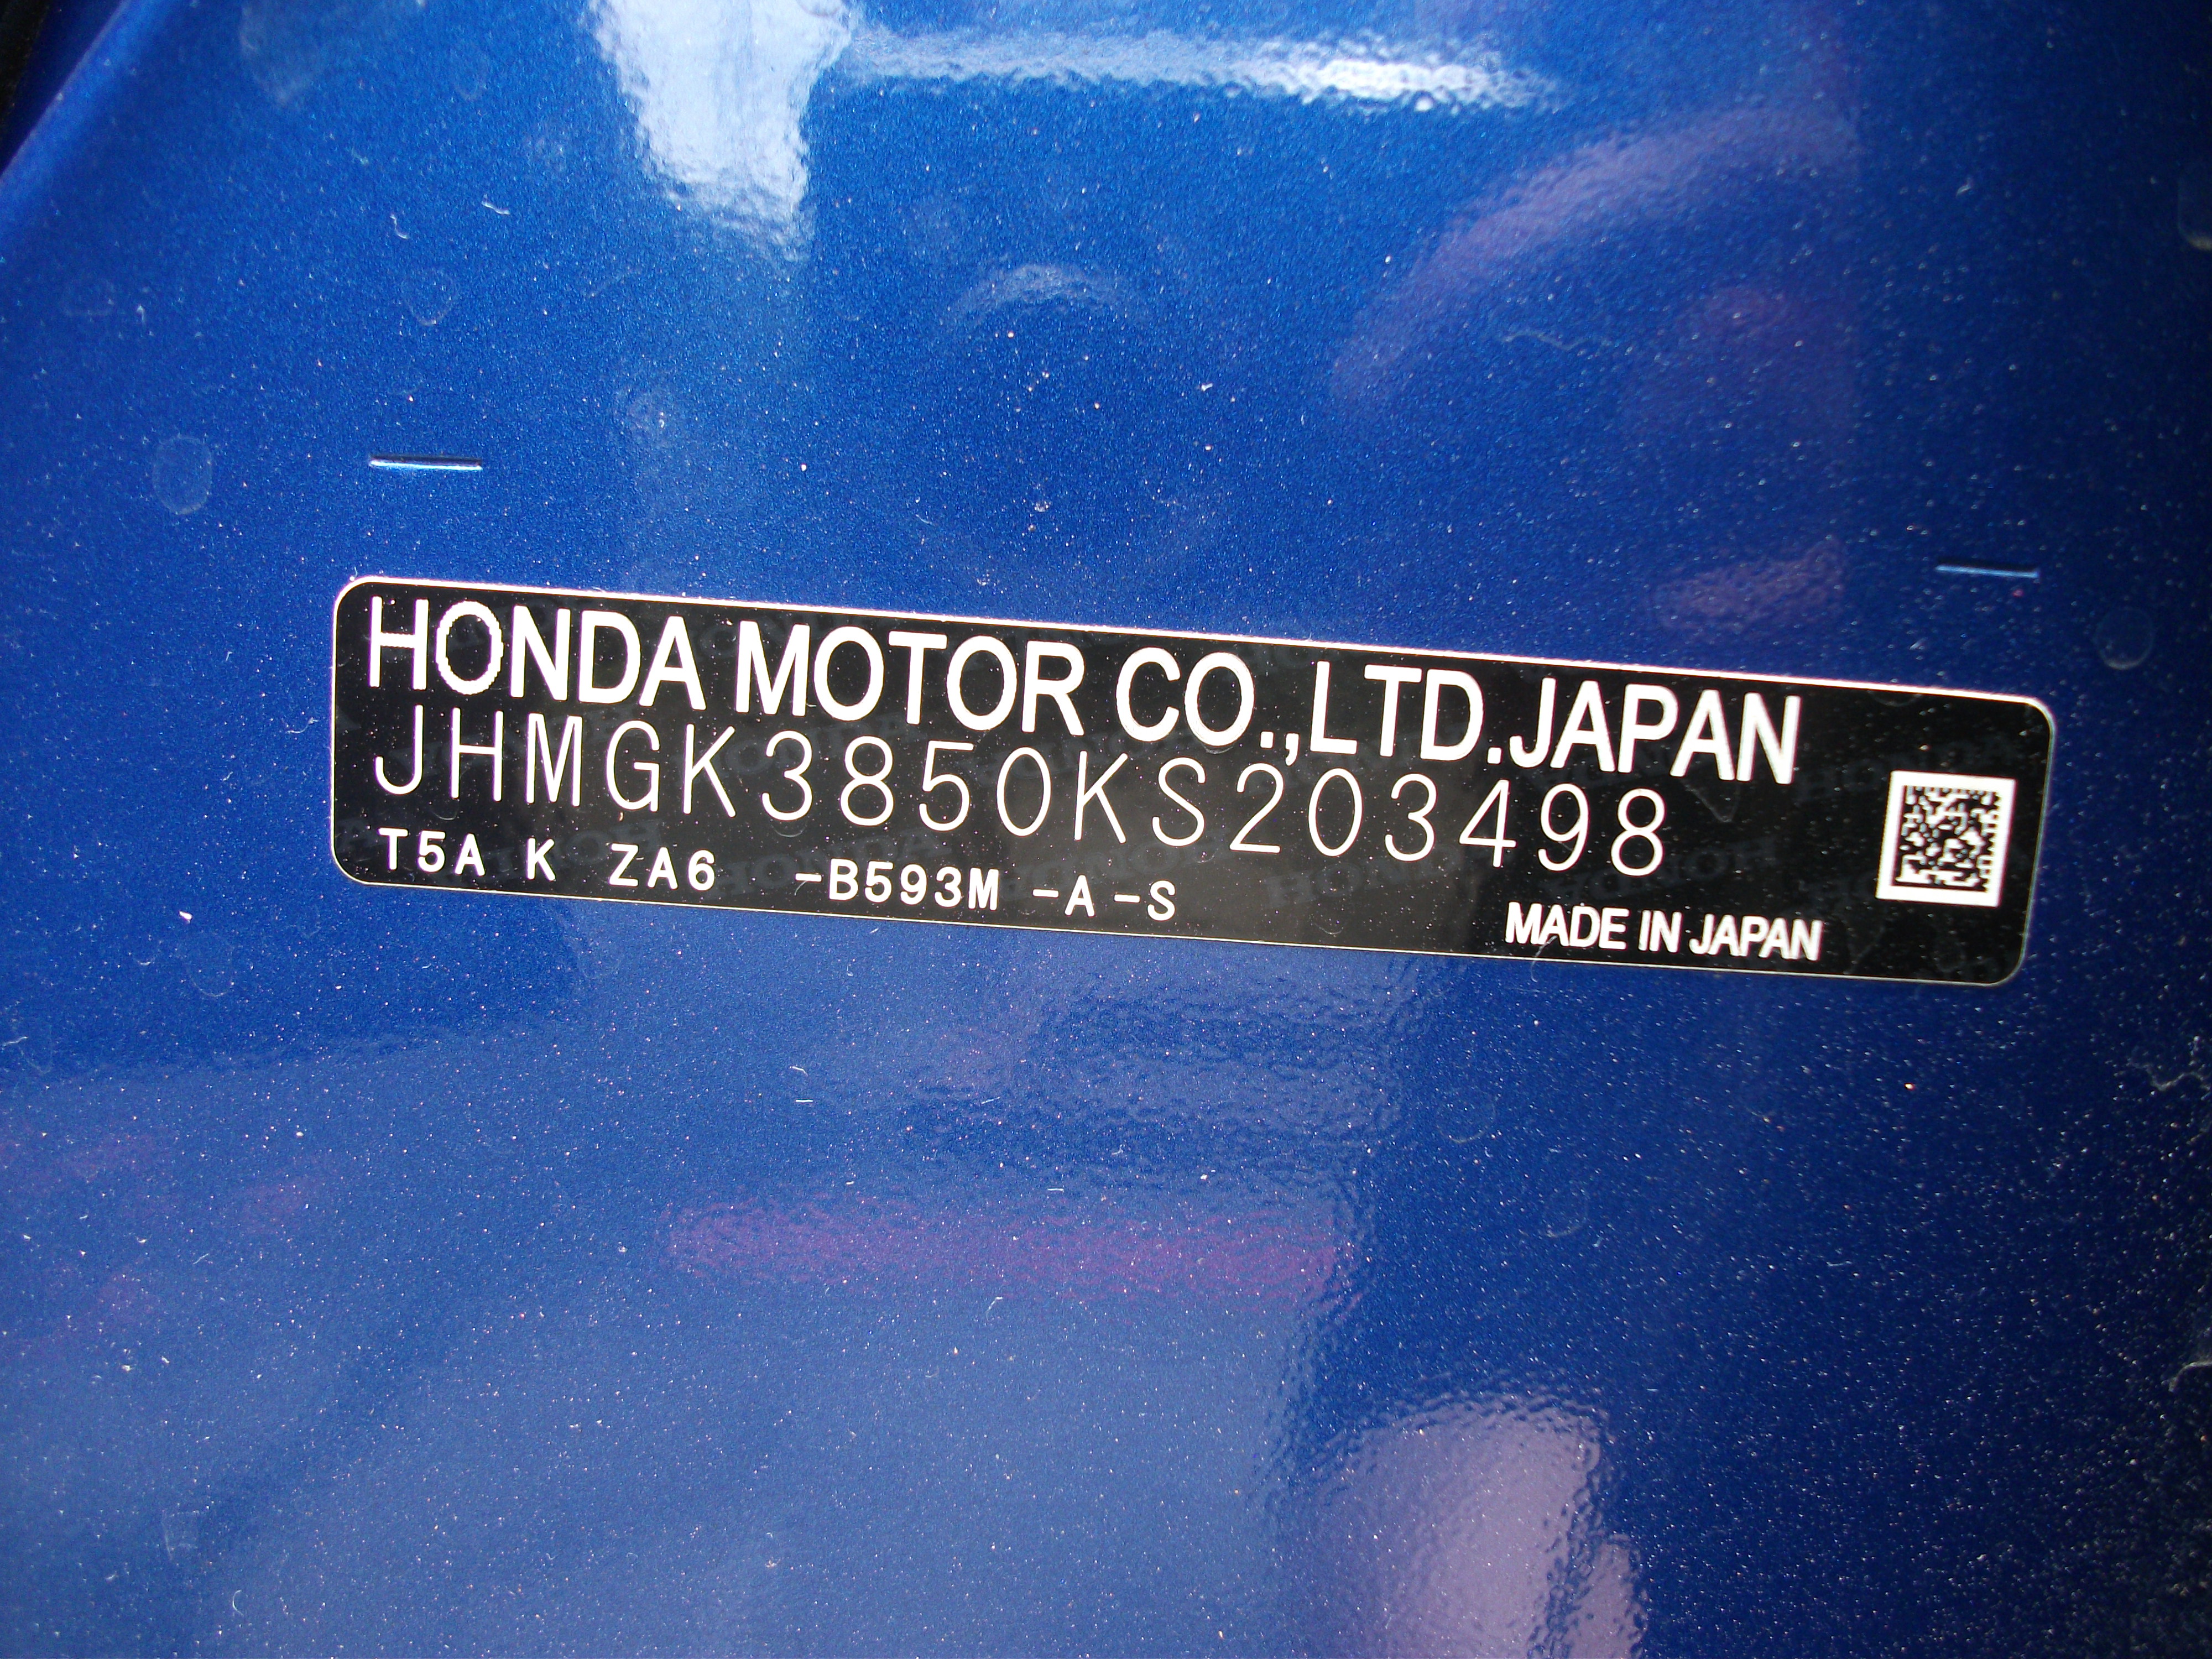 HONDA MOTOR CO.,LTD.JAPAN
JHMGK3850KS203498
T5A K ZA6 -B593M -A -S
MADE IN JAPAN